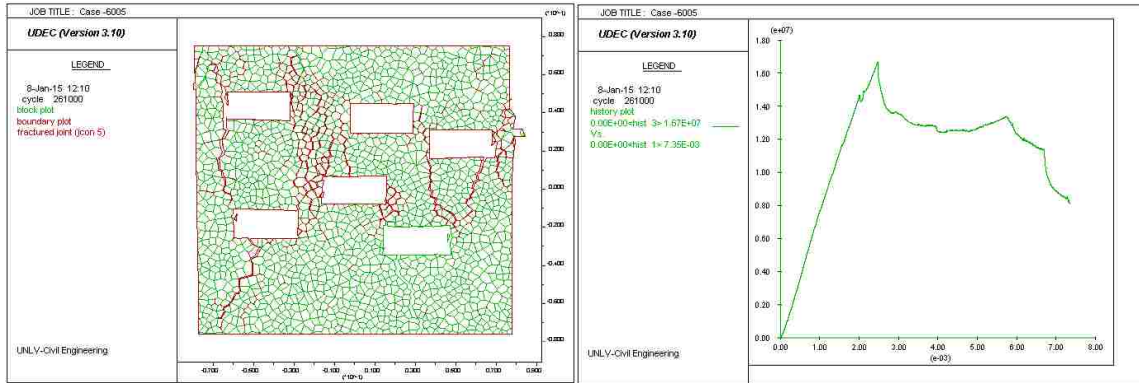 JOB TITLE : Case -6005
UDEC (Version 3.10)
LEGEND
8-Jan-15 12:10
cycle 261000
block plot
boundary plot
fractured joint (jcon 5)
UNLV-Civil Engineering
(*10^-1)
0.800
0.600
0.400
0.200
0.000
-0.200
-0.400
-0.600
-0.800
-0.700 -0.500 -0.300 -0.100 0.100 0.300 0.500 0.700 0.900
(*10^-1)
JOB TITLE : Case -6005
UDEC (Version 3.10)
LEGEND
8-Jan-15 12:10
cycle 261000
history plot
0.00E+00<hist 3> 1.67E+07
Vs.
0.00E+00<hist 1> 7.35E-03
UNLV-Civil Engineering
(e+07)
1.80
1.60
1.40
1.20
1.00
0.80
0.60
0.40
0.20
0.00
0.00 1.00 2.00 3.00 4.00 5.00 6.00 7.00 8.00
(e-03)